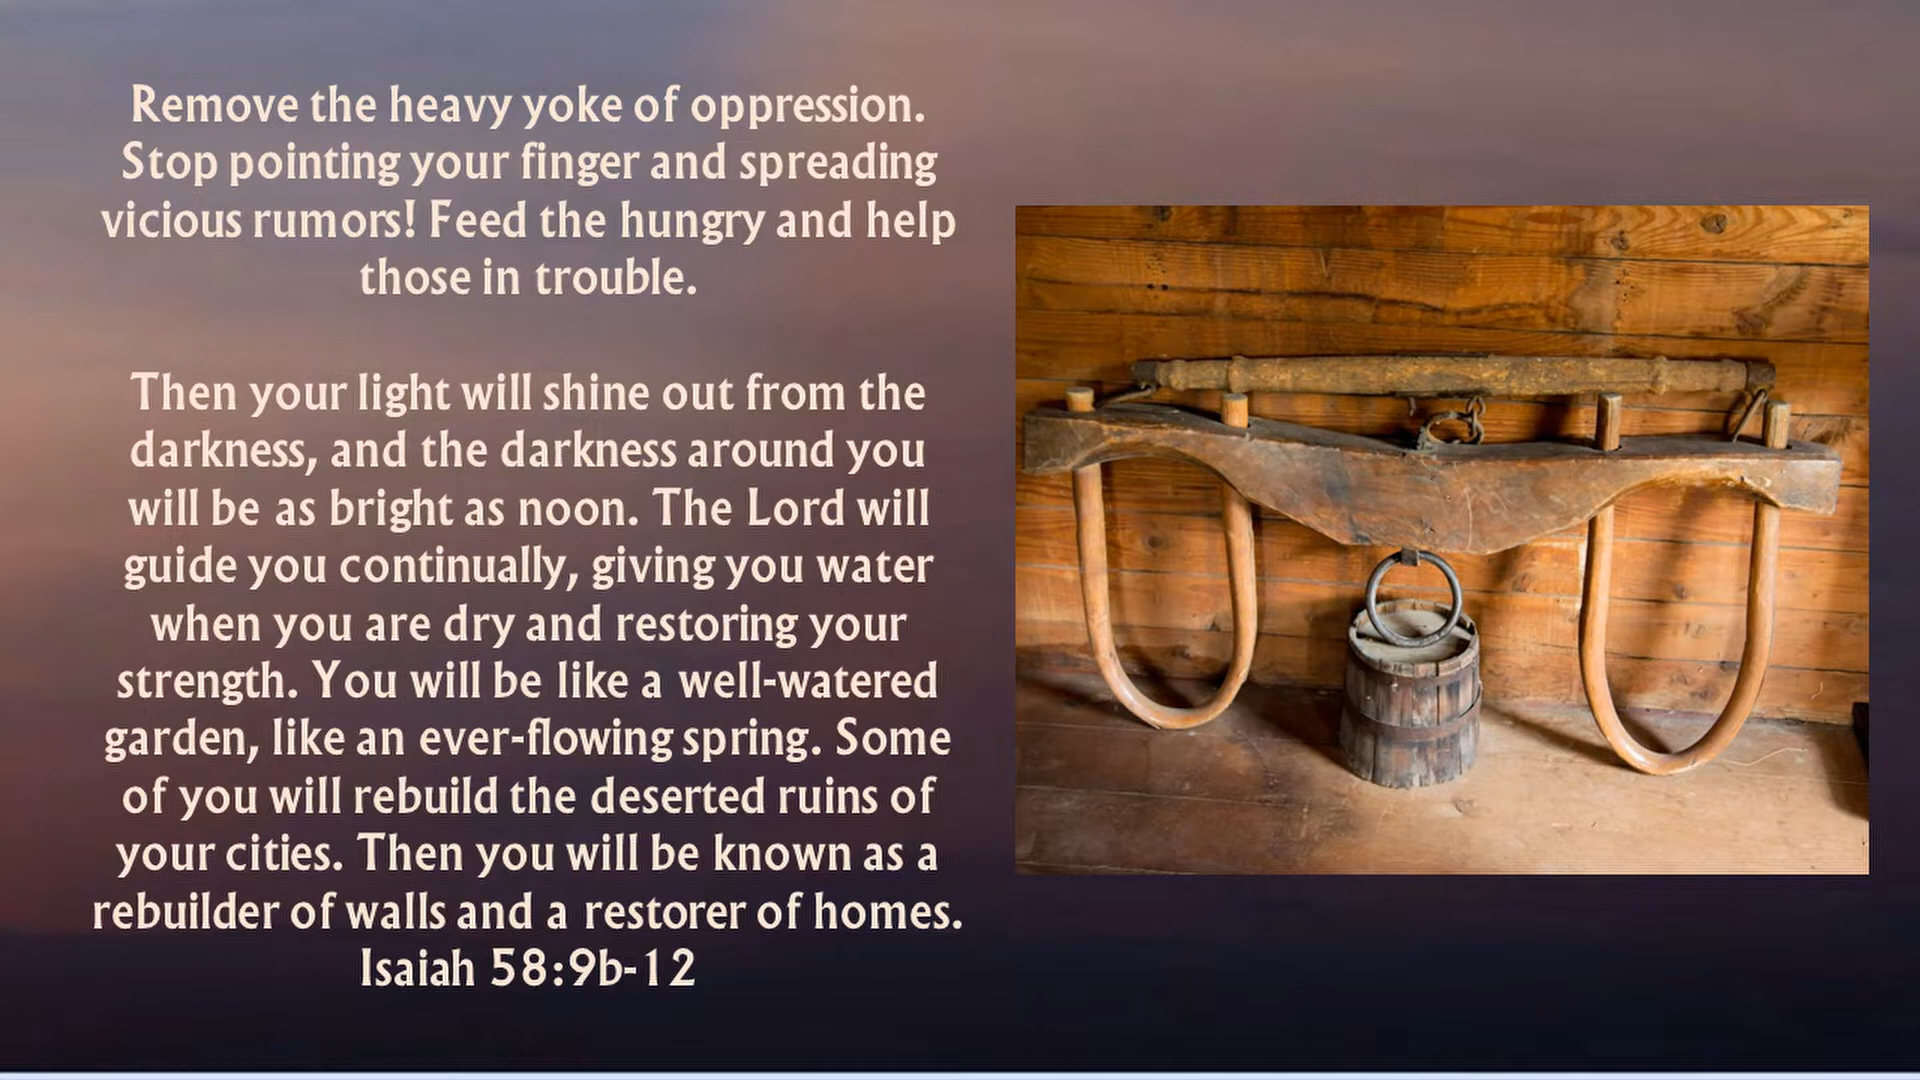 Remove the heavy yoke of oppression.
Stop pointing your finger and spreading
vicious rumors! Feed the hungry and help
those in trouble.
Then your light will shine out from the
darkness, and the darkness around you
will be as bright as noon. The Lord will
guide you continually, giving you water
when you are dry and restoring your
strength. You will be like a well-watered
garden, like an ever-flowing spring. Some
of you will rebuild the deserted ruins of
your cities. Then you will be known as a
rebuilder of walls and a restorer of homes.
Isaiah 58:9b-12